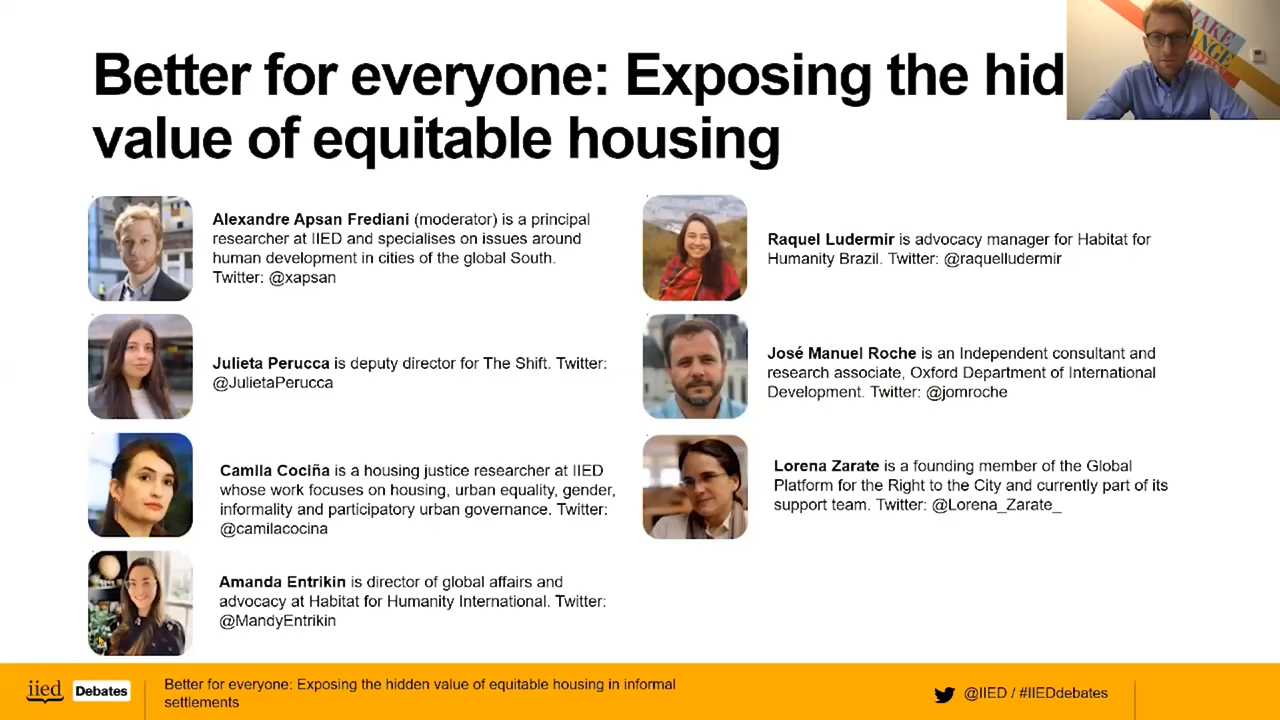 Better for everyone: Exposing the hid
value of equitable housing
Alexandre Apsan Frediani (moderator) is a principal
researcher at IIED and specialises on issues around
human development in cities of the global South.
Twitter: @xapsan
Julieta Perucca is deputy director for The Shift. Twitter:
@JulietaPerucca
Camila Cociña is a housing justice researcher at IIED
whose work focuses on housing, urban equality, gender,
informality and participatory urban governance. Twitter:
@camilacocina
Amanda Entrikin is director of global affairs and
advocacy at Habitat for Humanity International. Twitter:
@MandyEntrikin
Raquel Ludermir is advocacy manager for Habitat for
Humanity Brazil. Twitter: @raquelludermir
José Manuel Roche is an Independent consultant and
research associate, Oxford Department of International
Development. Twitter: @jomroche
Lorena Zarate is a founding member of the Global
Platform for the Right to the City and currently part of its
support team. Twitter: @Lorena_Zarate_
iied Debates
Better for everyone: Exposing the hidden value of equitable housing in informal
settlements
@IIED / #IIEDdebates